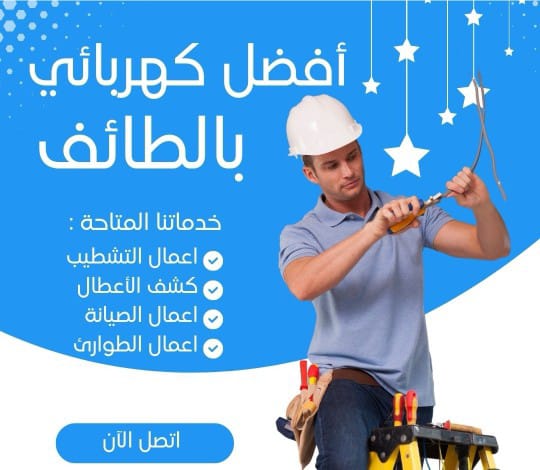 أفضل كهربائي
بالطائف
خدماتنا المتاحة :
اعمال التشطيب
كشف الأعطال
اعمال الصيانة
اعمال الطوارئ
اتصل الآن